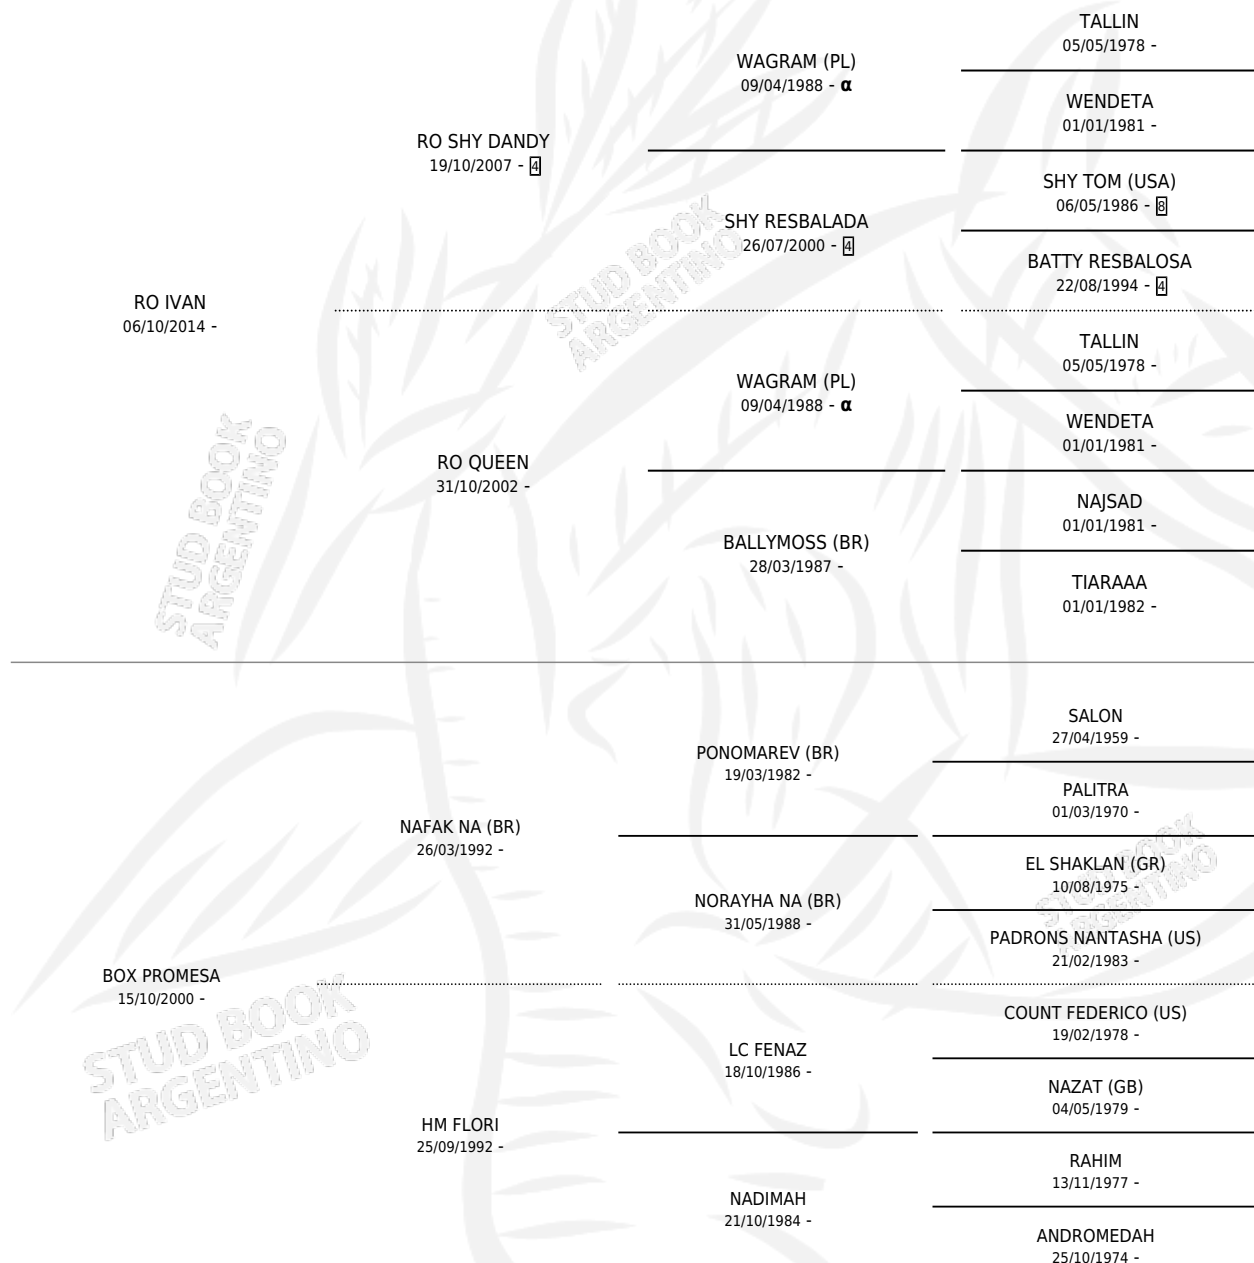 TALLIN
05/05/1978 -
WAGRAM (PL)
09/04/1988 - α
WENDETA
01/01/1981 -
RO SHY DANDY
19/10/2007 - 4
SHY TOM (USA)
06/05/1986 - 8
SHY RESBALADA
26/07/2000 - 4
BATTY RESBALOSA
22/08/1994 - 4
RO IVAN
06/10/2014 -
STUD BOOK
ARGENTINO
TALLIN
05/05/1978 -
WAGRAM (PL)
09/04/1988 - α
WENDETA
01/01/1981 -
RO QUEEN
31/10/2002 -
NAJSAD
01/01/1981 -
BALLYMOSS (BR)
28/03/1987 -
TIARAAA
01/01/1982 -
STUD BOOK
ARGENTINO
SALON
27/04/1959 -
PONOMAREV (BR)
19/03/1982 -
PALITRA
01/03/1970 -
NAFAK NA (BR)
26/03/1992 -
EL SHAKLAN (GR)
10/08/1975 -
NORAYHA NA (BR)
31/05/1988 -
PADRONS NANTASHA (US)
21/02/1983 -
STUD BOOK
ARGENTINO
BOX PROMESA
15/10/2000 -
COUNT FEDERICO (US)
19/02/1978 -
LC FENAZ
18/10/1986 -
NAZAT (GB)
04/05/1979 -
STUD BOOK
ARGENTINO
HM FLORI
25/09/1992 -
RAHIM
13/11/1977 -
NADIMAH
21/10/1984 -
ANDROMEDAH
25/10/1974 -